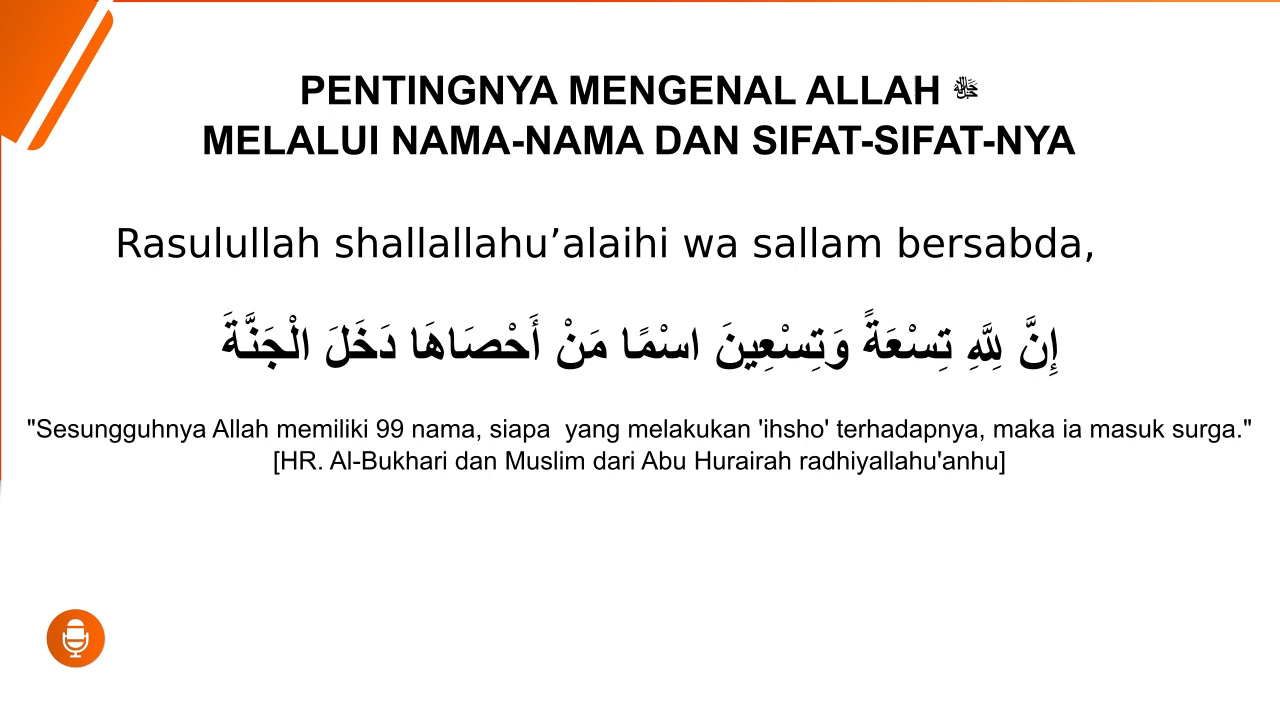 PENTINGNYA MENGENAL ALLAH ﷻ
MELALUI NAMA-NAMA DAN SIFAT-SIFAT-NYA
Rasulullah shallallahu’alaihi wa sallam bersabda,
إِنَّ لِلَّهِ تِسْعَةً وَتِسْعِينَ اسْمًا مَنْ أَحْصَاهَا دَخَلَ الْجَنَّةَ
"Sesungguhnya Allah memiliki 99 nama, siapa  yang melakukan 'ihsho' terhadapnya, maka ia masuk surga."
[HR. Al-Bukhari dan Muslim dari Abu Hurairah radhiyallahu'anhu]